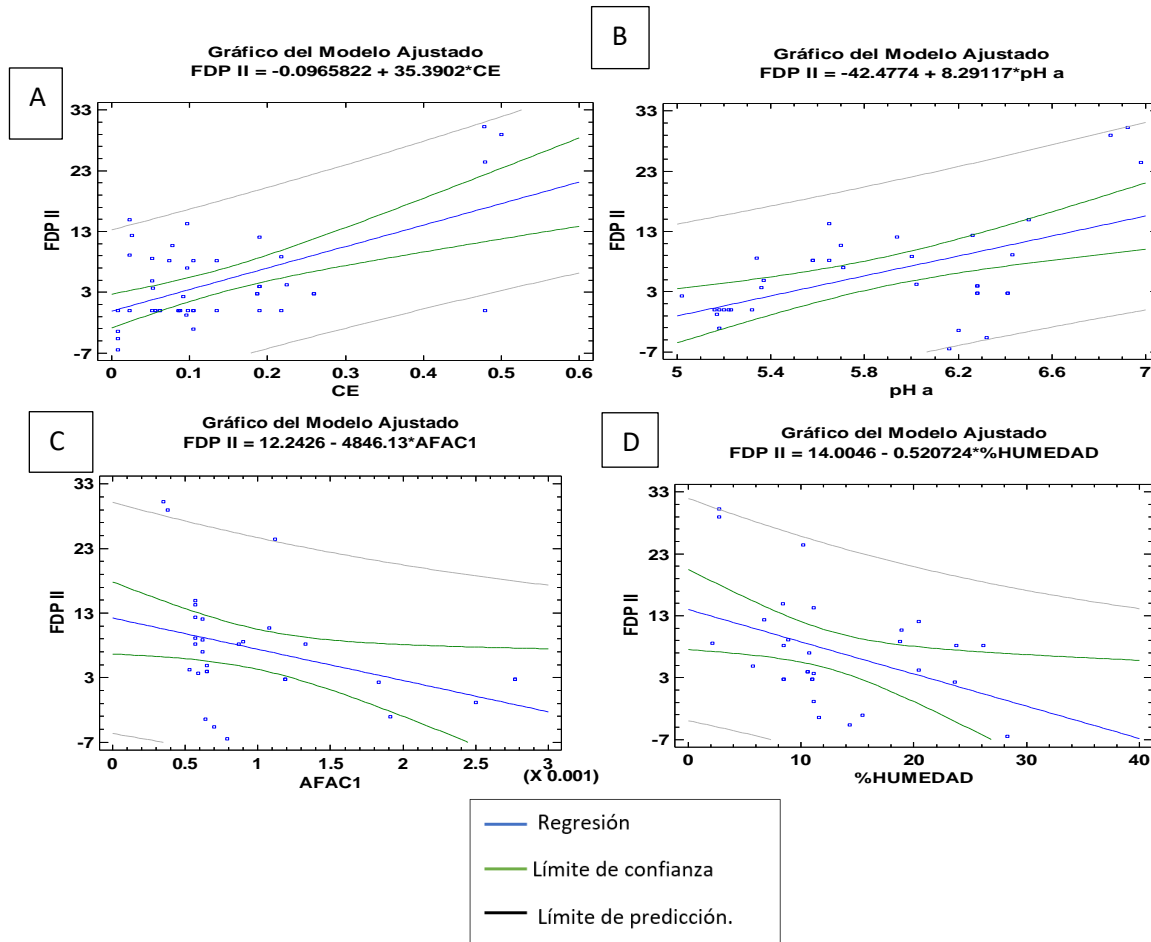 A
Gráfico del Modelo Ajustado
FDP II = -0.0965822 + 35.3902*CE
33
23
13
3
-7
FDP II
0 0.1 0.2 0.3 0.4 0.5 0.6
CE
B
Gráfico del Modelo Ajustado
FDP II = -42.4774 + 8.29117*pH a
33
23
13
3
-7
FDP II
5 5.4 5.8 6.2 6.6 7
pH a
C
Gráfico del Modelo Ajustado
FDP II = 12.2426 - 4846.13*AFAC1
33
23
13
3
-7
FDP II
0 0.5 1 1.5 2 2.5 3
AFAC1
(X 0.001)
D
Gráfico del Modelo Ajustado
FDP II = 14.0046 - 0.520724*%HUMEDAD
33
23
13
3
-7
FDP II
0 10 20 30 40
%HUMEDAD
Regresión
Límite de confianza
Límite de predicción.